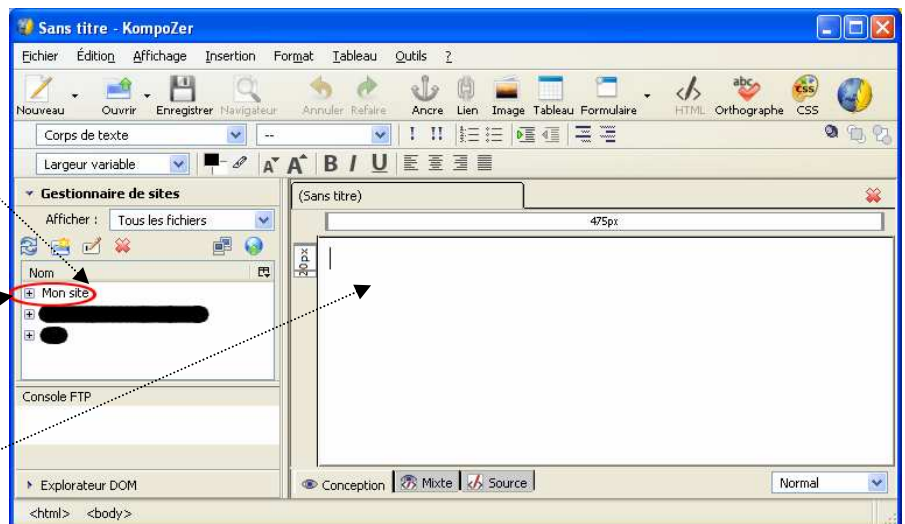 Sans titre - KompoZer
Fichier Édition Affichage Insertion Format Tableau Outils ?
Nouveau Ouvrir Enregistrer Navigateur Annuler Refaire Ancre Lien Image Tableau Formulaire HTML Orthographe CSS
Corps de texte --
Largeur variable
Gestionnaire de sites
Afficher : Tous les fichiers
Nom
Mon site
Console FTP
Explorateur DOM
(Sans titre)
475px
20px
Conception Mixte Source Normal
<html> <body>